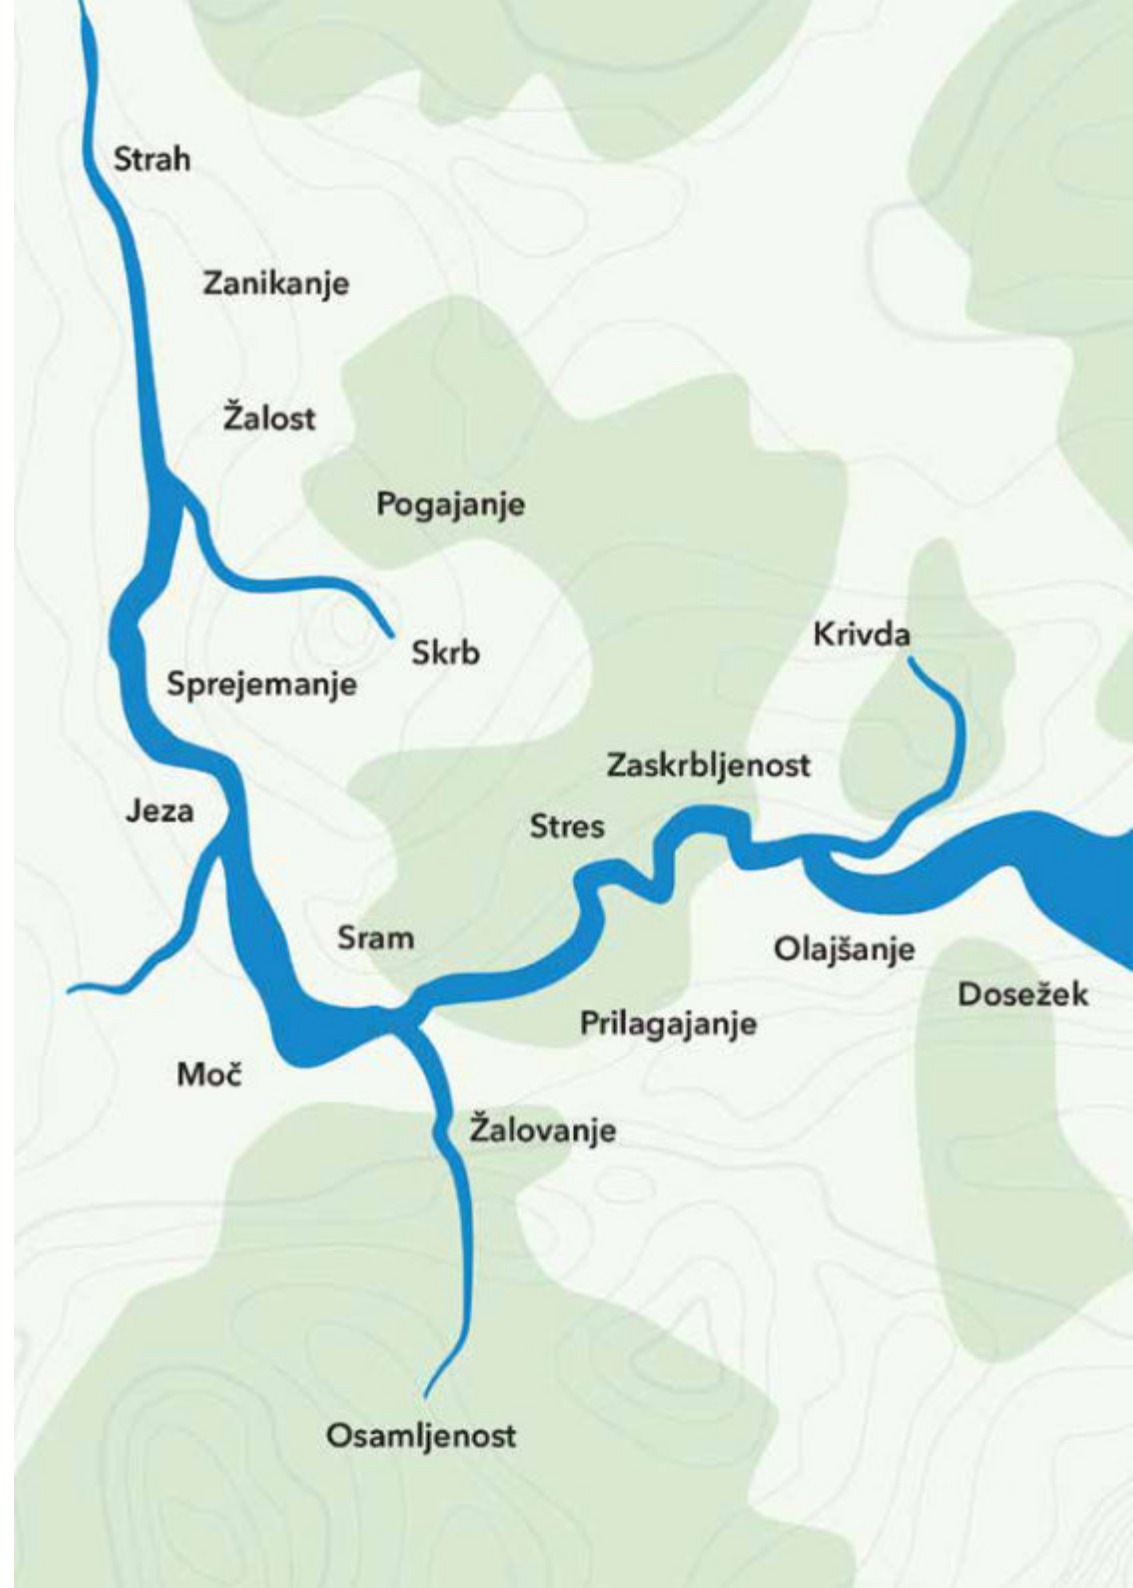 Strah
Zanikanje
Žalost
Pogajanje
Krivda
Skrb
Sprejemanje
Zaskrbljenost
Jeza
Stres
Sram
Olajšanje
Dosežek
Prilagajanje
Moč
Žalovanje
Osamljenost